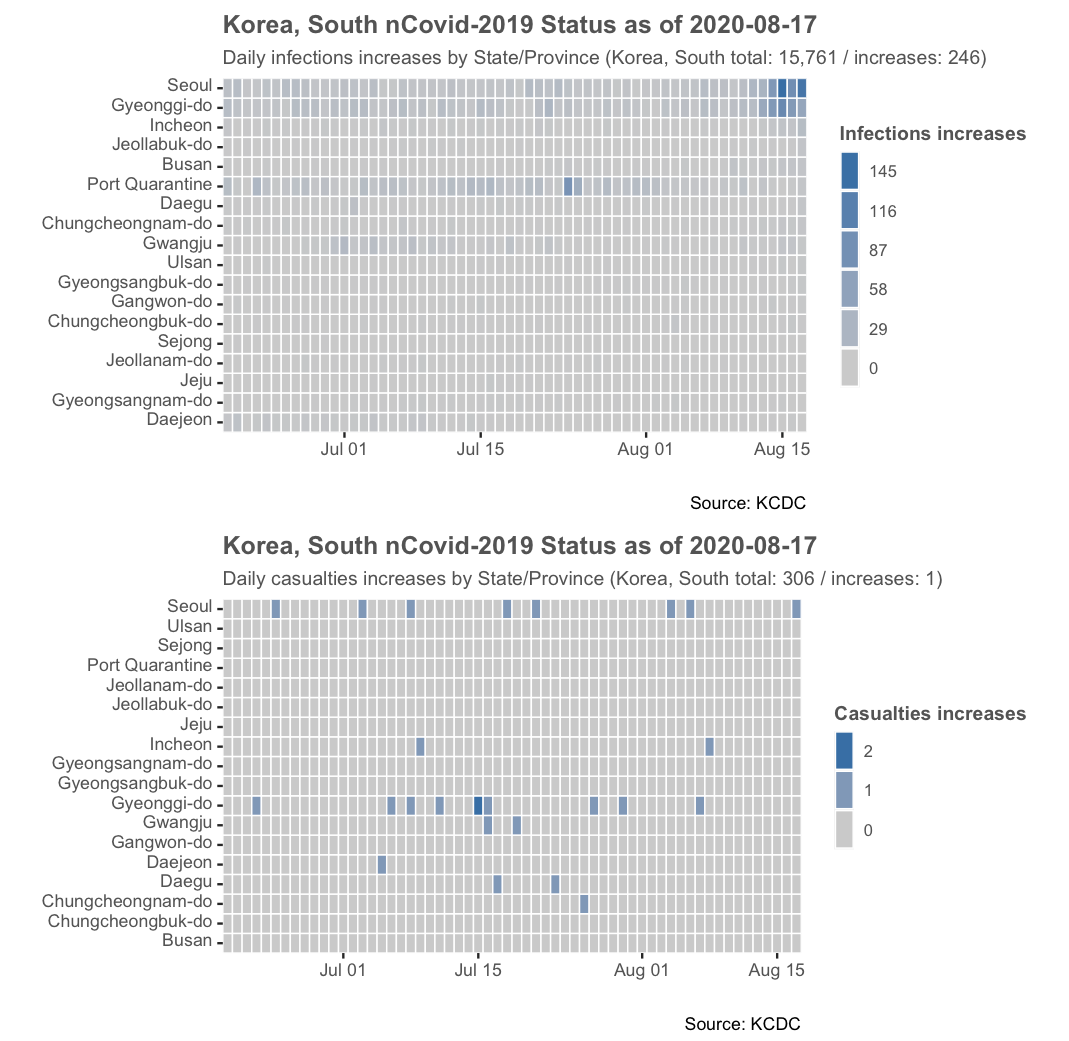 Korea, South nCovid-2019 Status as of 2020-08-17
Daily infections increases by State/Province (Korea, South total: 15,761 / increases: 246)
Seoul
Gyeonggi-do
Incheon
Jeollabuk-do
Busan
Port Quarantine
Daegu
Chungcheongnam-do
Gwangju
Ulsan
Gyeongsangbuk-do
Gangwon-do
Chungcheongbuk-do
Sejong
Jeollanam-do
Jeju
Gyeongsangnam-do
Daejeon
Jul 01 Jul 15 Aug 01 Aug 15
Infections increases
145
116
87
58
29
0
Source: KCDC
Korea, South nCovid-2019 Status as of 2020-08-17
Daily casualties increases by State/Province (Korea, South total: 306 / increases: 1)
Seoul
Ulsan
Sejong
Port Quarantine
Jeollanam-do
Jeollabuk-do
Jeju
Incheon
Gyeongsangnam-do
Gyeongsangbuk-do
Gyeonggi-do
Gwangju
Gangwon-do
Daejeon
Daegu
Chungcheongnam-do
Chungcheongbuk-do
Busan
Jul 01 Jul 15 Aug 01 Aug 15
Casualties increases
2
1
0
Source: KCDC